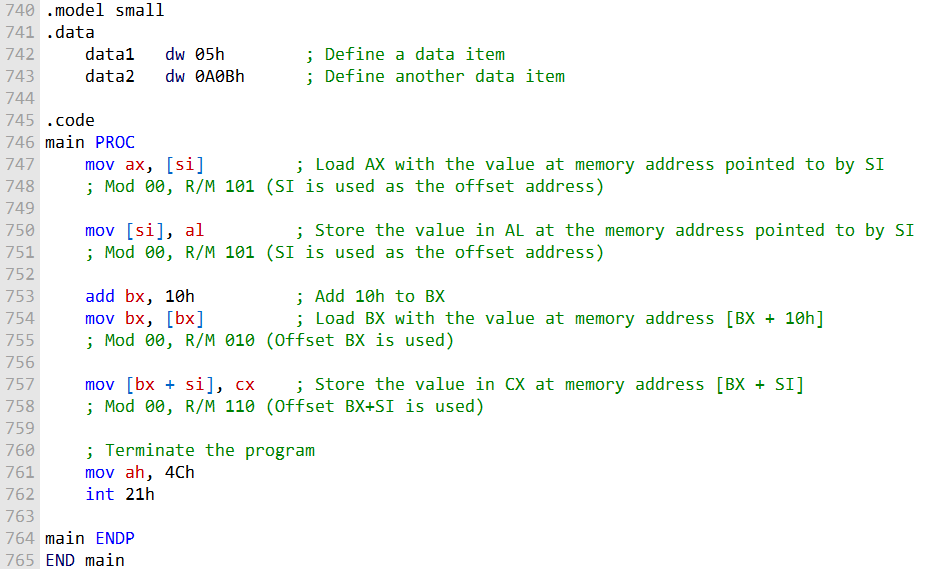 740 .model small
741 .data
742     data1   dw 05h        ; Define a data item
743     data2   dw 0A0Bh      ; Define another data item
744
745 .code
746 main PROC
747     mov ax, [si]         ; Load AX with the value at memory address pointed to by SI
748     ; Mod 00, R/M 101 (SI is used as the offset address)
749
750     mov [si], al         ; Store the value in AL at the memory address pointed to by SI
751     ; Mod 00, R/M 101 (SI is used as the offset address)
752
753     add bx, 10h          ; Add 10h to BX
754     mov bx, [bx]         ; Load BX with the value at memory address [BX + 10h]
755     ; Mod 00, R/M 010 (Offset BX is used)
756
757     mov [bx + si], cx    ; Store the value in CX at memory address [BX + SI]
758     ; Mod 00, R/M 110 (Offset BX+SI is used)
759
760     ; Terminate the program
761     mov ah, 4Ch
762     int 21h
763
764 main ENDP
765 END main